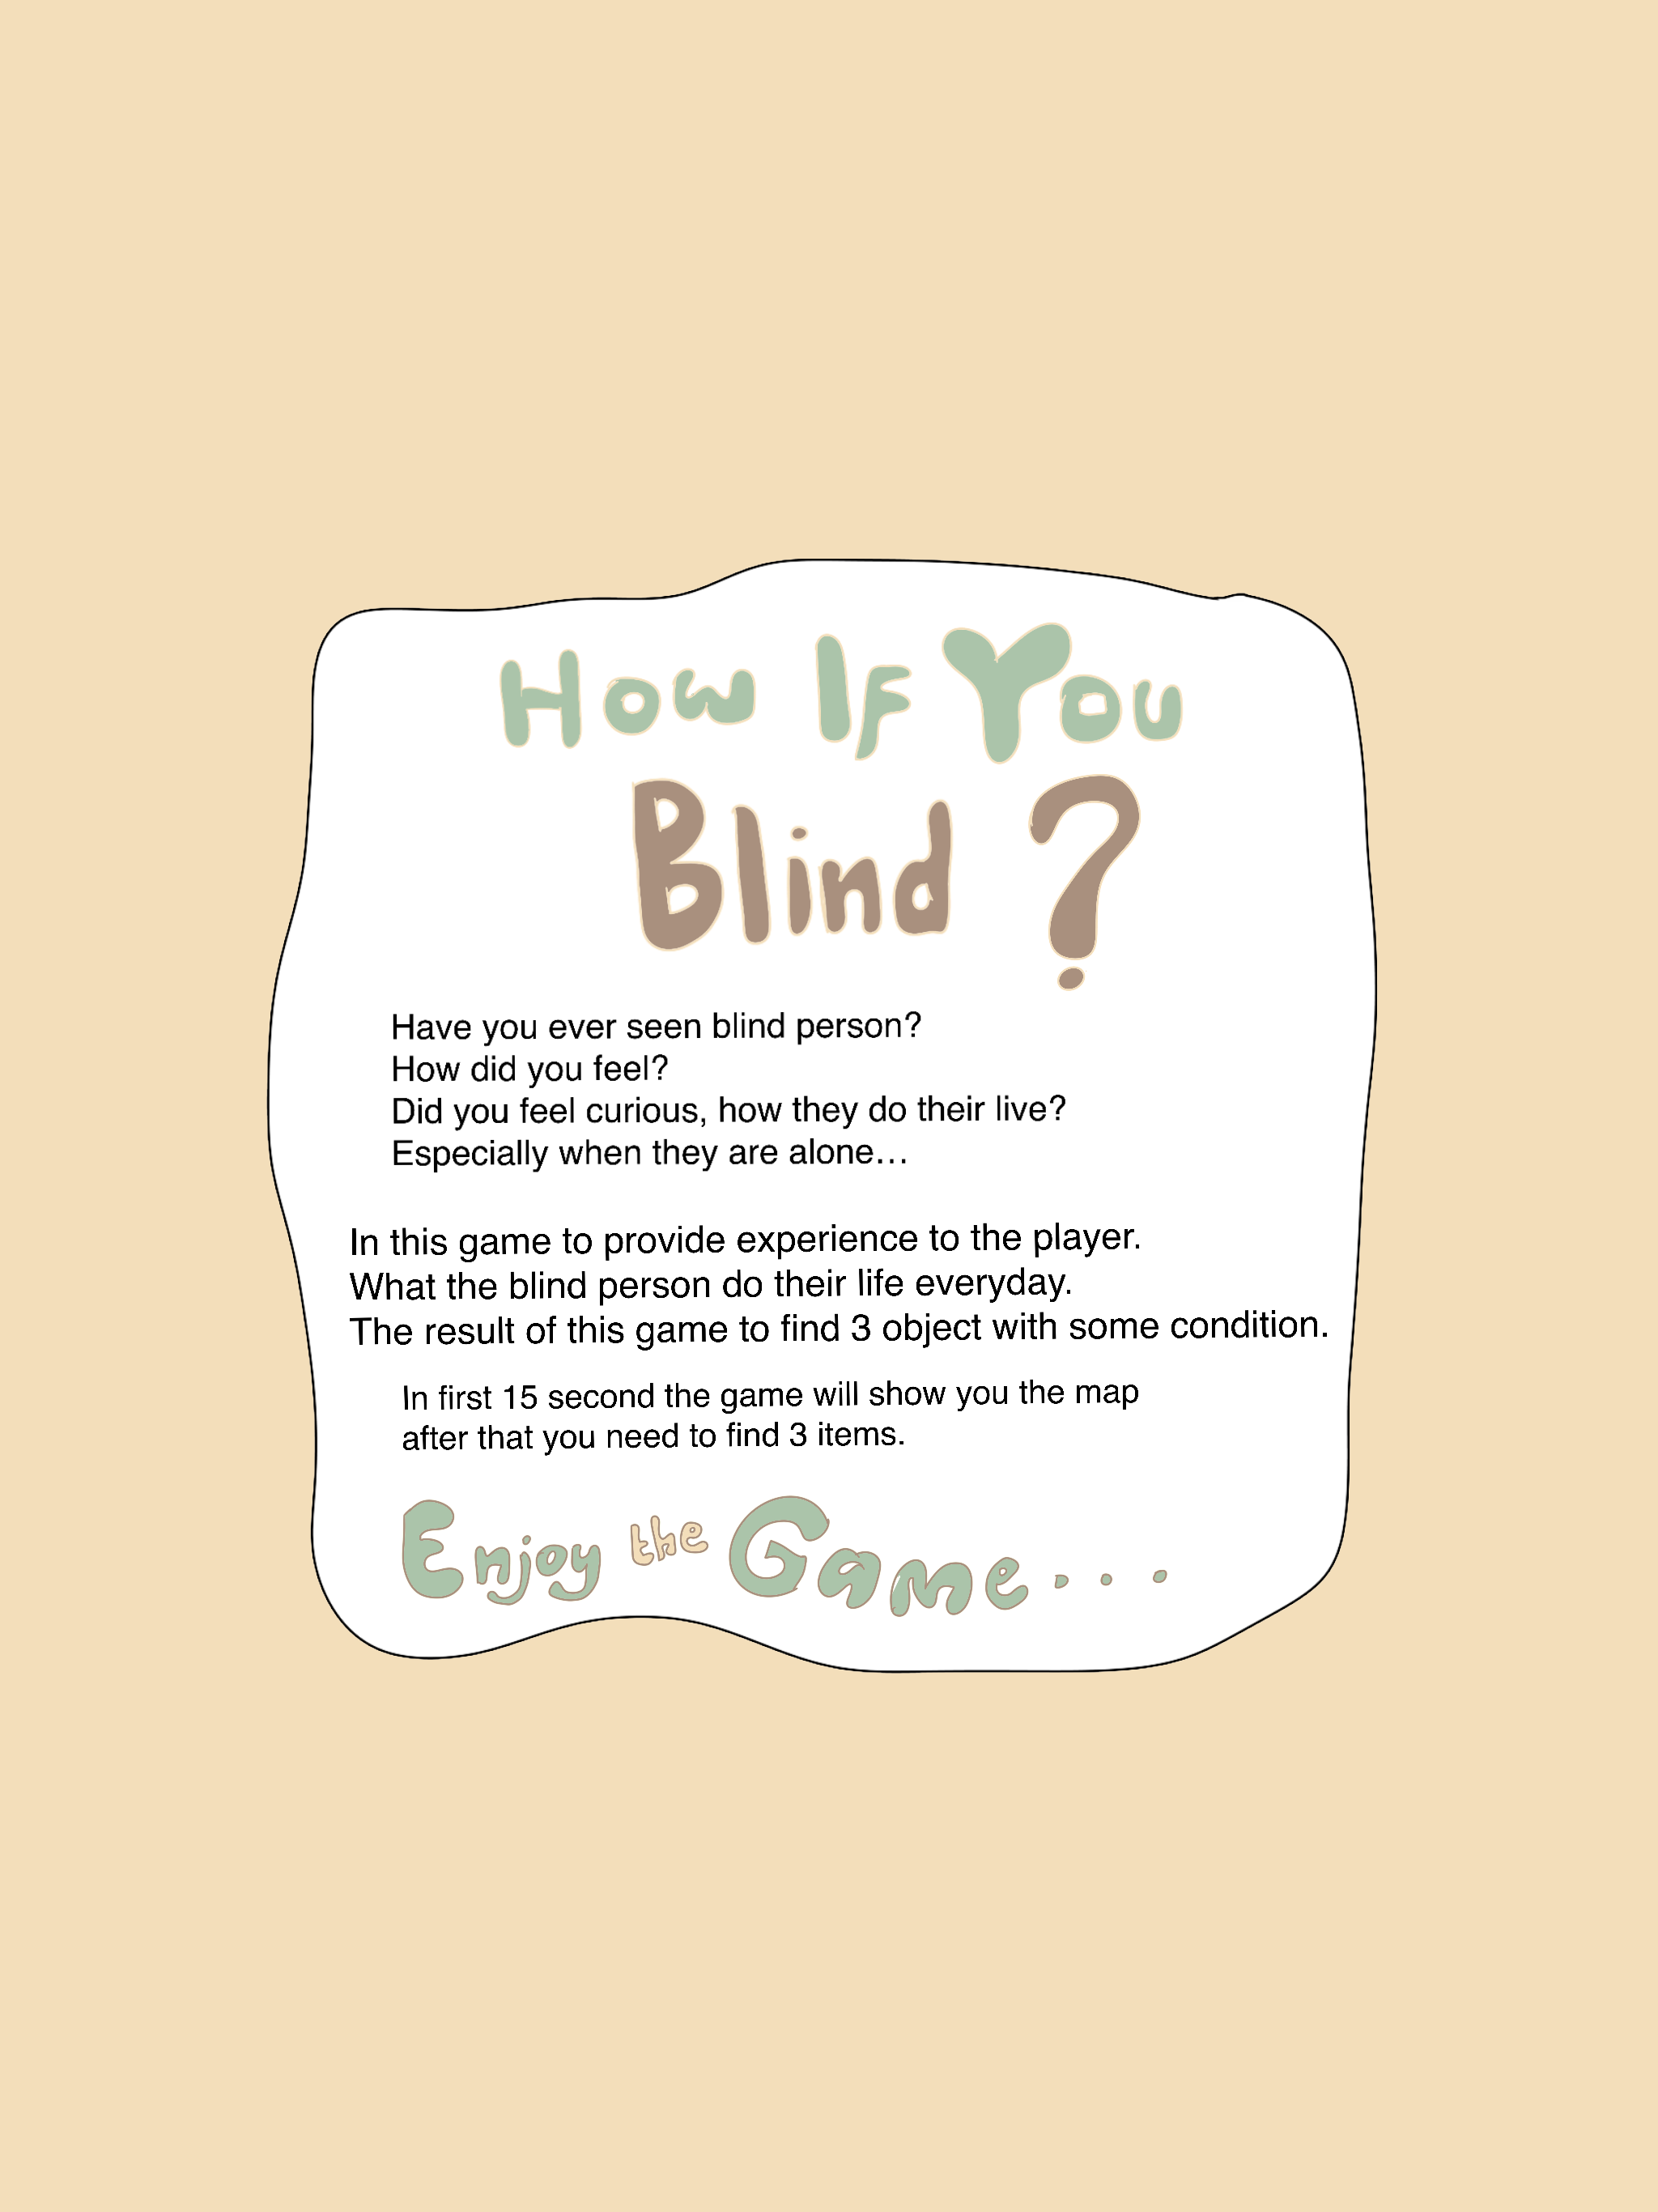 How If You
Blind ?
Have you ever seen blind person?
How did you feel?
Did you feel curious, how they do their live?
Especially when they are alone...
In this game to provide experience to the player.
What the blind person do their life everyday.
The result of this game to find 3 object with some condition.
In first 15 second the game will show you the map
after that you need to find 3 items.
Enjoy the Game...